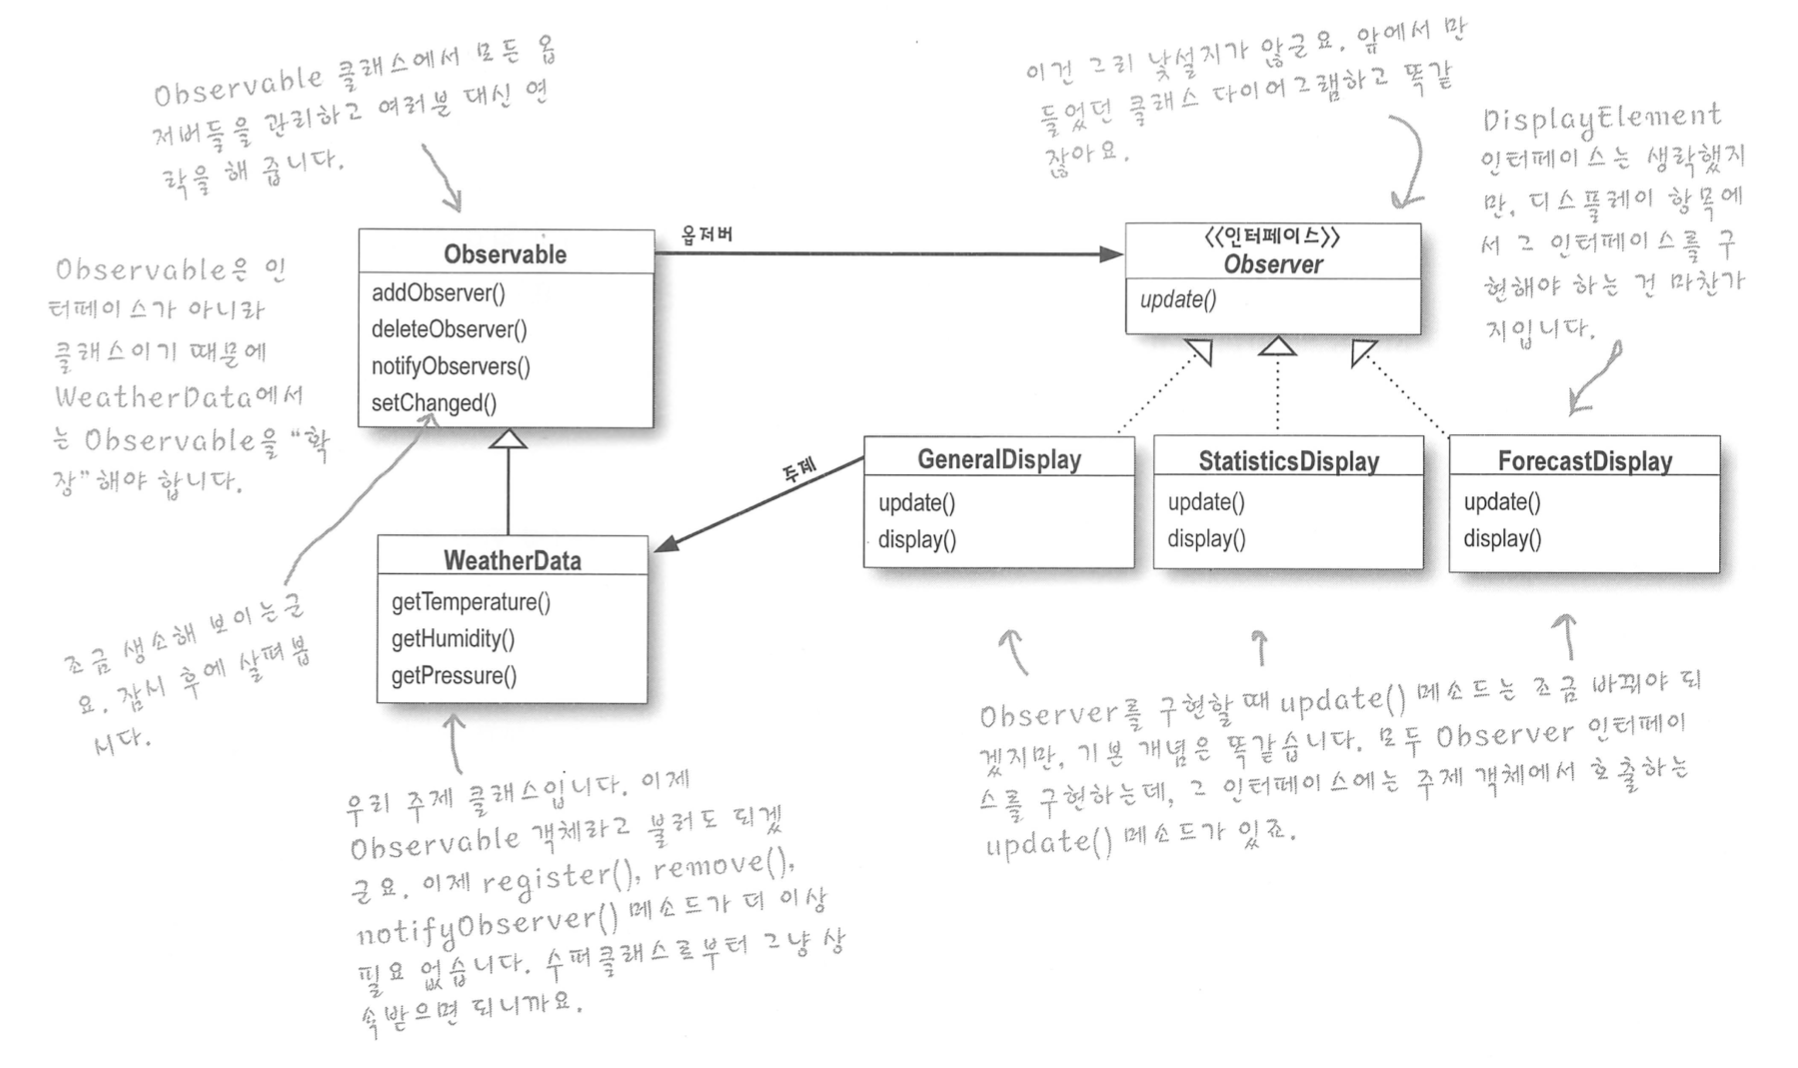 Observable 클래스에서 모든 옵
저버들을 관리하고 여러분 대신 연
락을 해 줍니다.
이건 그리 낯설지가 않군요. 앞에서 만
들었던 클래스 다이어그램하고 똑같
잖아요.
DisplayElement
인터페이스는 생략했지
만, 디스플레이 항목에
서 그 인터페이스를 구
현해야 하는 건 마찬가
지입니다.
Observable은 인
터페이스가 아니라
클래스이기 때문에
WeatherData에서
는 Observable을 “확
장”해야 합니다.
Observable
addObserver()
deleteObserver()
notifyObservers()
setChanged()
옵저버
<<인터페이스>>
Observer
update()
주제
GeneralDisplay
update()
display()
StatisticsDisplay
update()
display()
ForecastDisplay
update()
display()
WeatherData
getTemperature()
getHumidity()
getPressure()
조금 생소해 보이는군
요. 잠시 후에 살펴봅
시다.
우리 주제 클래스입니다. 이제
Observable 객체라고 불러도 되겠
군요. 이제 register(), remove(),
notifyObserver() 메소드가 더 이상
필요 없습니다. 수퍼클래스로부터 그냥 상
속받으면 되니까요.
Observer를 구현할 때 update() 메소드는 조금 바꿔야 되
겠지만, 기본 개념은 똑같습니다. 모두 Observer 인터페이
스를 구현하는데, 그 인터페이스에는 주제 객체에서 호출하는
update() 메소드가 있죠.